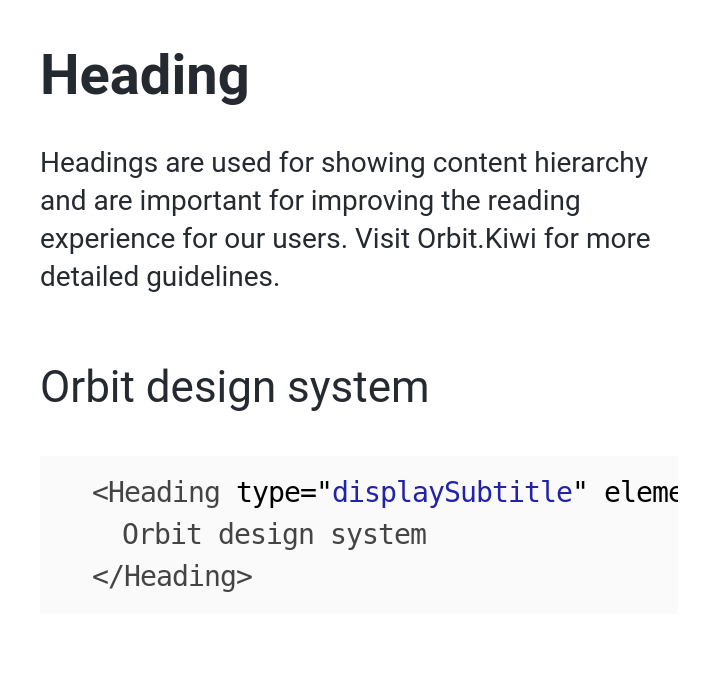 Heading
Headings are used for showing content hierarchy
and are important for improving the reading
experience for our users. Visit Orbit.Kiwi for more
detailed guidelines.
Orbit design system
<Heading type="displaySubtitle" eleme
Orbit design system
</Heading>